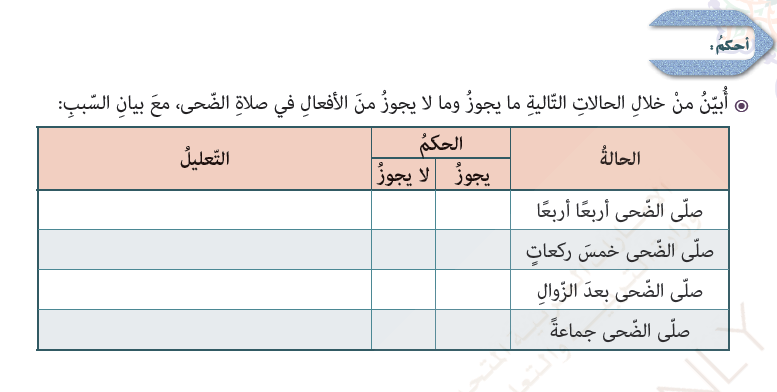 أحكمُ:
أُبيّنُ منْ خلالِ الحالاتِ التّاليةِ ما يجوزُ وما لا يجوزُ منَ الأفعالِ في صلاةِ الضّحى، معَ بيانِ السّببِ:
الحالةُ
الحكمُ
التّعليلُ
يجوزُ
لا يجوزُ
صلّى الضّحى أربعًا أربعًا
صلّى الضّحى خمسَ ركعاتٍ
صلّى الضّحى بعدَ الزّوالِ
صلّى الضّحى جماعةً
ONLY